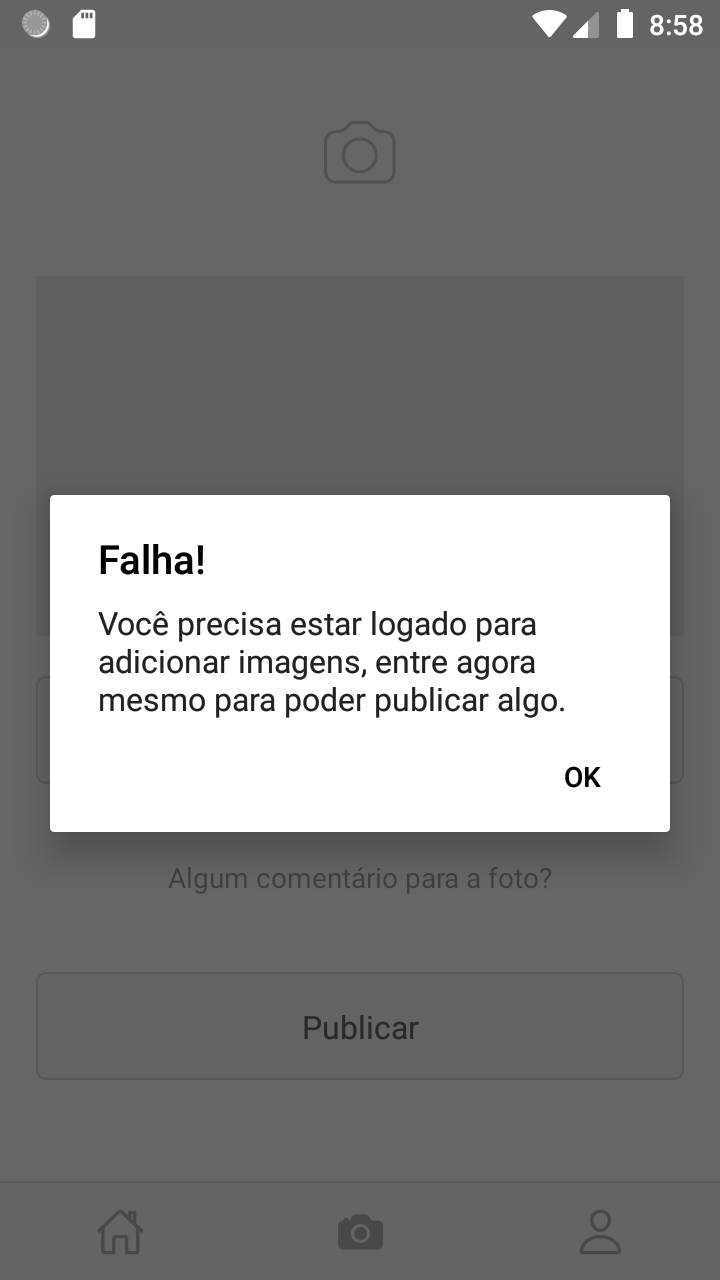 8:58
Falha!
Você precisa estar logado para
adicionar imagens, entre agora
mesmo para poder publicar algo.
OK
Algum comentário para a foto?
Publicar